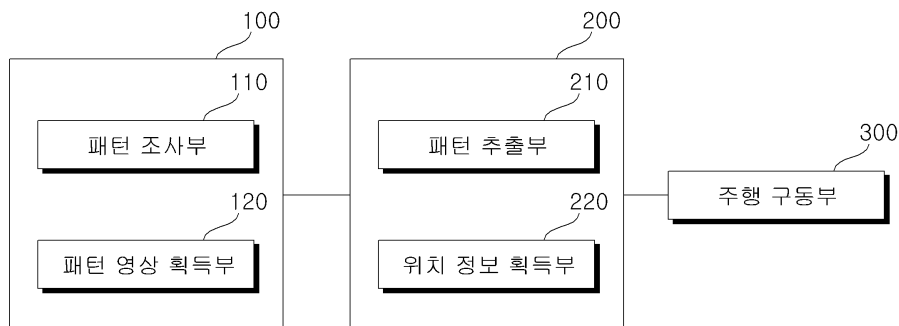 100
200
110
패턴 조사부
210
패턴 추출부
300
주행 구동부
120
패턴 영상 획득부
220
위치 정보 획득부